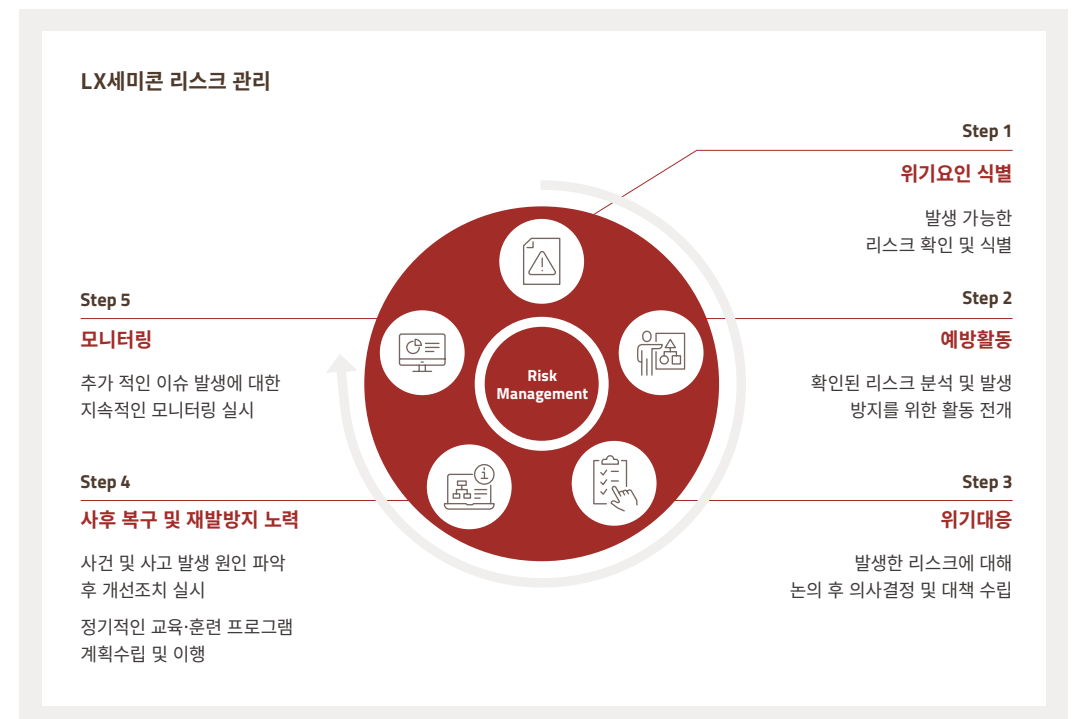 LX세미콘 리스크 관리
Step 1
위기요인 식별
발생 가능한
리스크 확인 및 식별
Step 2
예방활동
확인된 리스크 분석 및 발생
방지를 위한 활동 전개
Step 3
위기대응
발생한 리스크에 대해
논의 후 의사결정 및 대책 수립
Step 4
사후 복구 및 재발방지 노력
사건 및 사고 발생 원인 파악
후 개선조치 실시
정기적인 교육·훈련 프로그램
계획수립 및 이행
Step 5
모니터링
추가 적인 이슈 발생에 대한
지속적인 모니터링 실시
Risk
Management